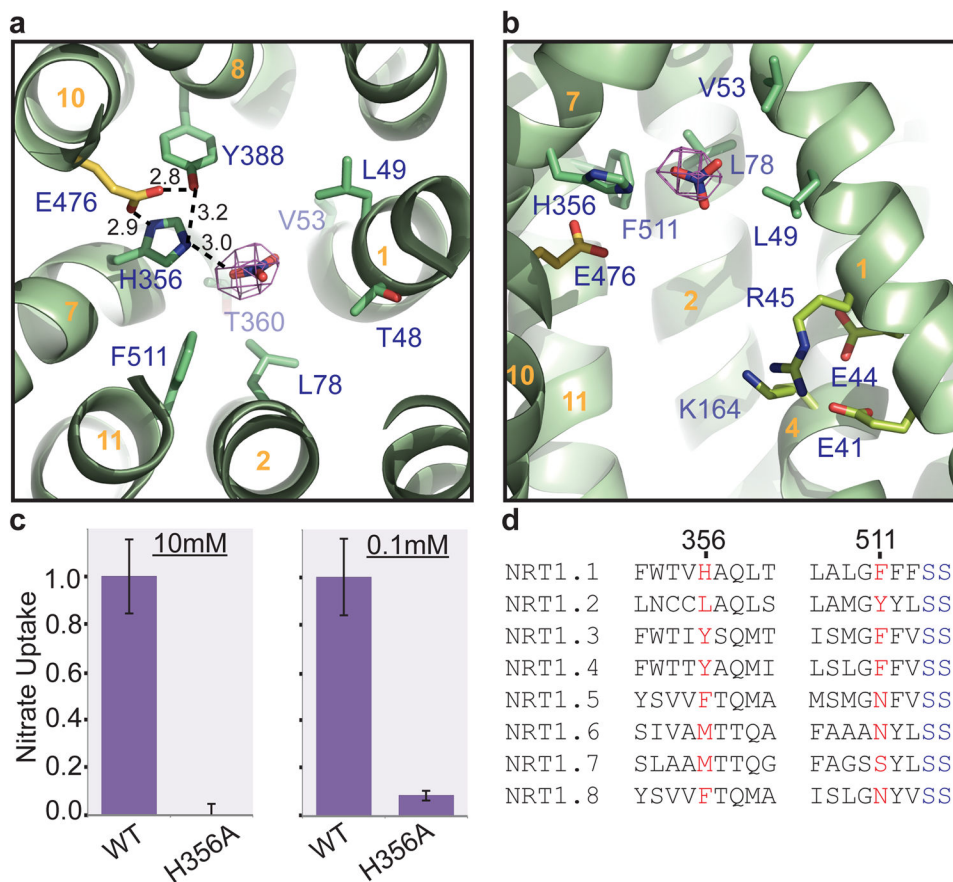 a
10
8
Y388
E476
2.8
L49
2.9
3.2
V53
3.0
H356
1
7
T360
T48
F511
L78
11
2
b
7
V53
L78
H356
F511
L49
E476
1
2
R45
10
11
E44
K164
4
E41
c
10mM
0.1mM
Nitrate Uptake
1.0
0.8
0.6
0.4
0.2
0.0
WT
H356A
WT
H356A
d
356 511
NRT1.1 FWTVHAQLT LALGFFFSS
NRT1.2 LNCCLAQLS LAMGYYLSS
NRT1.3 FWTIYSQMT ISMGFFVSS
NRT1.4 FWTTYAQMI LSLGFFVSS
NRT1.5 YSVVFTQMA MSMGNFVSS
NRT1.6 SIVAMTTQA FAAANYLSS
NRT1.7 SLAAMTTQG FAGSSYLSS
NRT1.8 YSVVFTQMA ISLGNYVSS